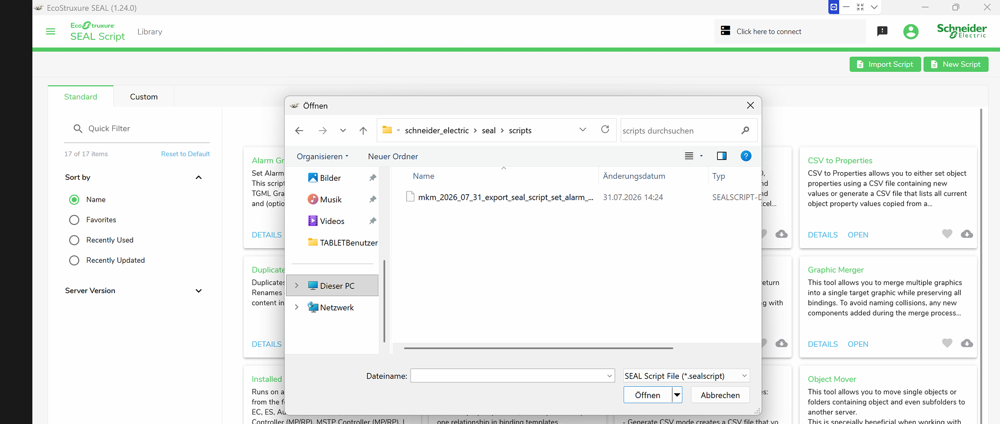 EcoStruxure SEAL (1.24.0)
EcoStruxure
SEAL Script
Library
Click here to connect
Schneider
Electric
Import Script
New Script
Standard
Custom
Quick Filter
17 of 17 items
Reset to Default
Sort by
Name
Favorites
Recently Used
Recently Updated
Server Version
Öffnen
« schneider_electric › seal › scripts
scripts durchsuchen
Organisieren
Neuer Ordner
Bilder
Musik
Videos
TABLETBenutzer
Dieser PC
Netzwerk
Name
Änderungsdatum
Typ
mkm_2026_07_31_export_seal_script_set_alarm_...
31.07.2026 14:24
SEALSCRIPT-D
Dateiname:
SEAL Script File (*.sealscript)
Öffnen
Abbrechen
Alarm Gr
Set Alarm
This script
TGML Gra
and (optio
DETAILS
CSV to Properties
CSV to Properties allows you to either set object
properties using a CSV file containing new
values or generate a CSV file that lists all current
object property values copied from a...
DETAILS
OPEN
Duplicate
Duplicates
Renames
content in
DETAILS
eturn
g with
Graphic Merger
This tool allows you to merge multiple graphics
into a single target graphic while preserving all
bindings. To avoid naming collisions, any new
components added during the merge process...
DETAILS
OPEN
Installed
Runs on a
from the f
EC, ES, Au
Controller (MP/RP), MSTP Controller (MP/RP), I
one relationship in binding templates
- Generate CSV mode creates a CSV file that yo
Object Mover
This tool allows you to move single objects or
folders containing object and even subfolders to
another server.
This is specially beneficial when working with